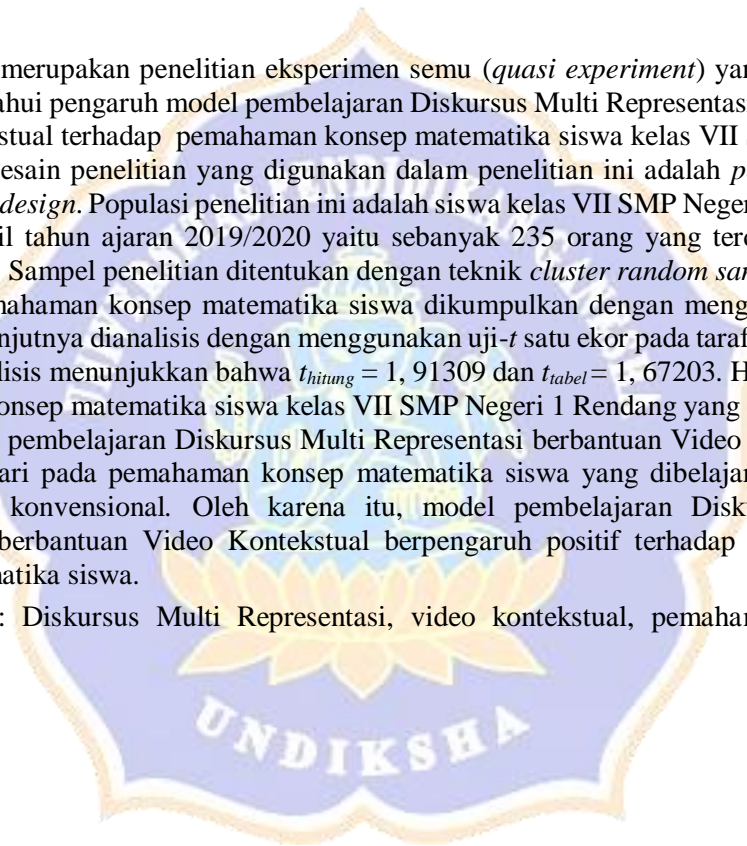 merupakan penelitian eksperimen semu (quasi experiment) yan
ahui pengaruh model pembelajaran Diskursus Multi Representas
stual terhadap pemahaman konsep matematika siswa kelas VII
esain penelitian yang digunakan dalam penelitian ini adalah p
design. Populasi penelitian ini adalah siswa kelas VII SMP Neger
il tahun ajaran 2019/2020 yaitu sebanyak 235 orang yang terd
Sampel penelitian ditentukan dengan teknik cluster random sar
mahaman konsep matematika siswa dikumpulkan dengan meng
njutnya dianalisis dengan menggunakan uji-t satu ekor pada taraf
lisis menunjukkan bahwa thitung = 1, 91309 dan ttabel = 1, 67203. H
onsep matematika siswa kelas VII SMP Negeri 1 Rendang yang
pembelajaran Diskursus Multi Representasi berbantuan Video
ari pada pemahaman konsep matematika siswa yang dibelajar
konvensional. Oleh karena itu, model pembelajaran Disku
berbantuan Video Kontekstual berpengaruh positif terhadap
natika siswa.
: Diskursus Multi Representasi, video kontekstual, pemahar
UNDIKSHA